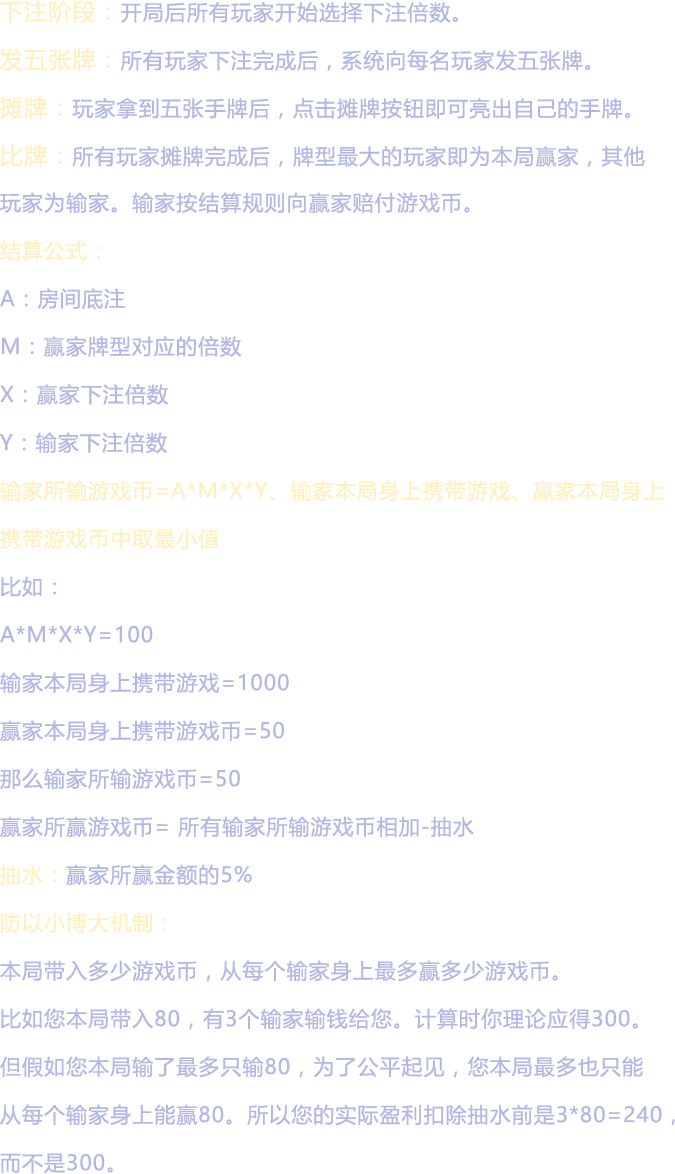 下注阶段：开局后所有玩家开始选择下注倍数。
发五张牌：所有玩家下注完成后，系统向每名玩家发五张牌。
摊牌：玩家拿到五张手牌后，点击摊牌按钮即可亮出自己的手牌。
比牌：所有玩家摊牌完成后，牌型最大的玩家即为本局赢家，其他
玩家为输家。输家按结算规则向赢家赔付游戏币。
结算公式：
A：房间底注
M：赢家牌型对应的倍数
X：赢家下注倍数
Y：输家下注倍数
输家所输游戏币=A*M*X*Y、输家本局身上携带游戏、赢家本局身上
携带游戏币中取最小值
比如：
A*M*X*Y=100
输家本局身上携带游戏=1000
赢家本局身上携带游戏币=50
那么输家所输游戏币=50
赢家所赢游戏币= 所有输家所输游戏币相加-抽水
抽水：赢家所赢金额的5%
防以小博大机制：
本局带入多少游戏币，从每个输家身上最多赢多少游戏币。
比如您本局带入80，有3个输家输钱给您。计算时你理论应得300。
但假如您本局输了最多只输80，为了公平起见，您本局最多也只能
从每个输家身上能赢80。所以您的实际盈利扣除抽水前是3*80=240，
而不是300。